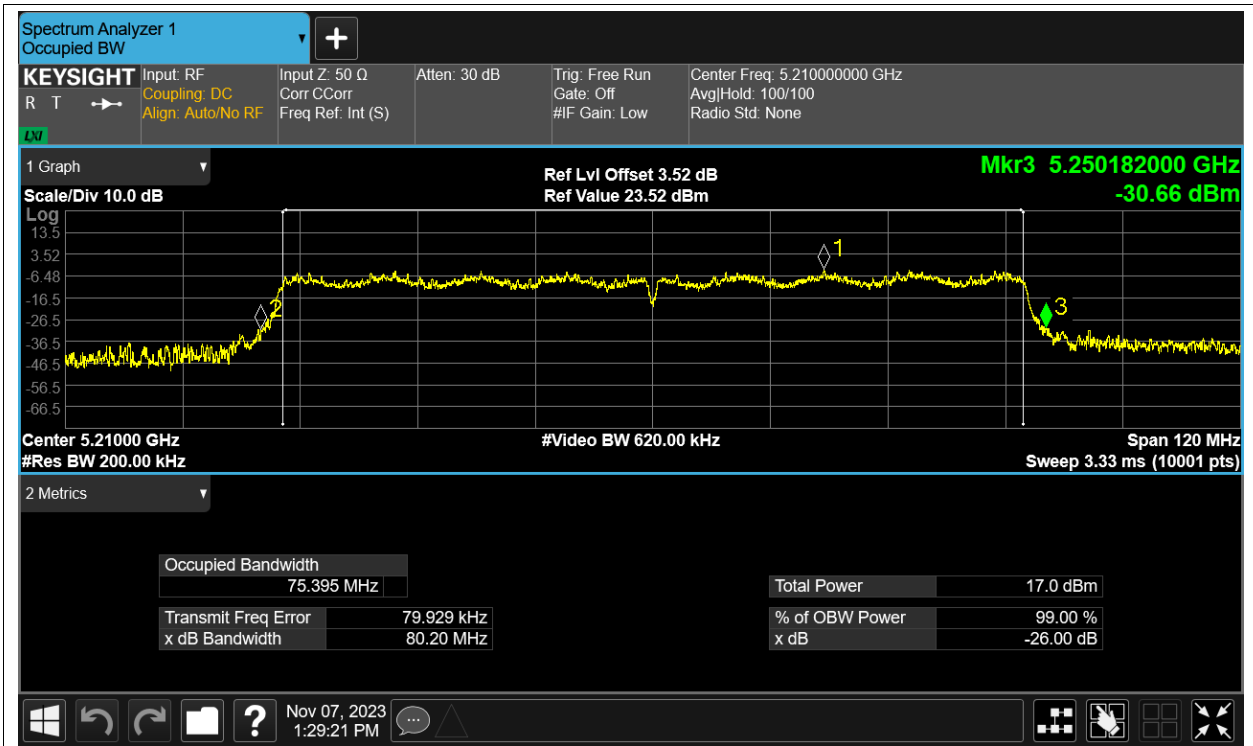 Spectrum Analyzer 1
Occupied BW
KEYSIGHT
R T
LXI
Input: RF
Coupling: DC
Align: Auto/No RF
Input Z: 50 Ω
Corr CCorr
Freq Ref: Int (S)
Atten: 30 dB
Trig: Free Run
Gate: Off
#IF Gain: Low
Center Freq: 5.210000000 GHz
Avg|Hold: 100/100
Radio Std: None
1 Graph
Scale/Div 10.0 dB
Ref Lvl Offset 3.52 dB
Ref Value 23.52 dBm
Mkr3 5.250182000 GHz
-30.66 dBm
Log
13.5
3.52
-6.48
-16.5
-26.5
-36.5
-46.5
-56.5
-66.5
1
2
3
Center 5.21000 GHz
#Res BW 200.00 kHz
#Video BW 620.00 kHz
Span 120 MHz
Sweep 3.33 ms (10001 pts)
2 Metrics
Occupied Bandwidth
75.395 MHz
Transmit Freq Error 79.929 kHz
x dB Bandwidth 80.20 MHz
Total Power 17.0 dBm
% of OBW Power 99.00 %
x dB -26.00 dB
?
Nov 07, 2023
1:29:21 PM